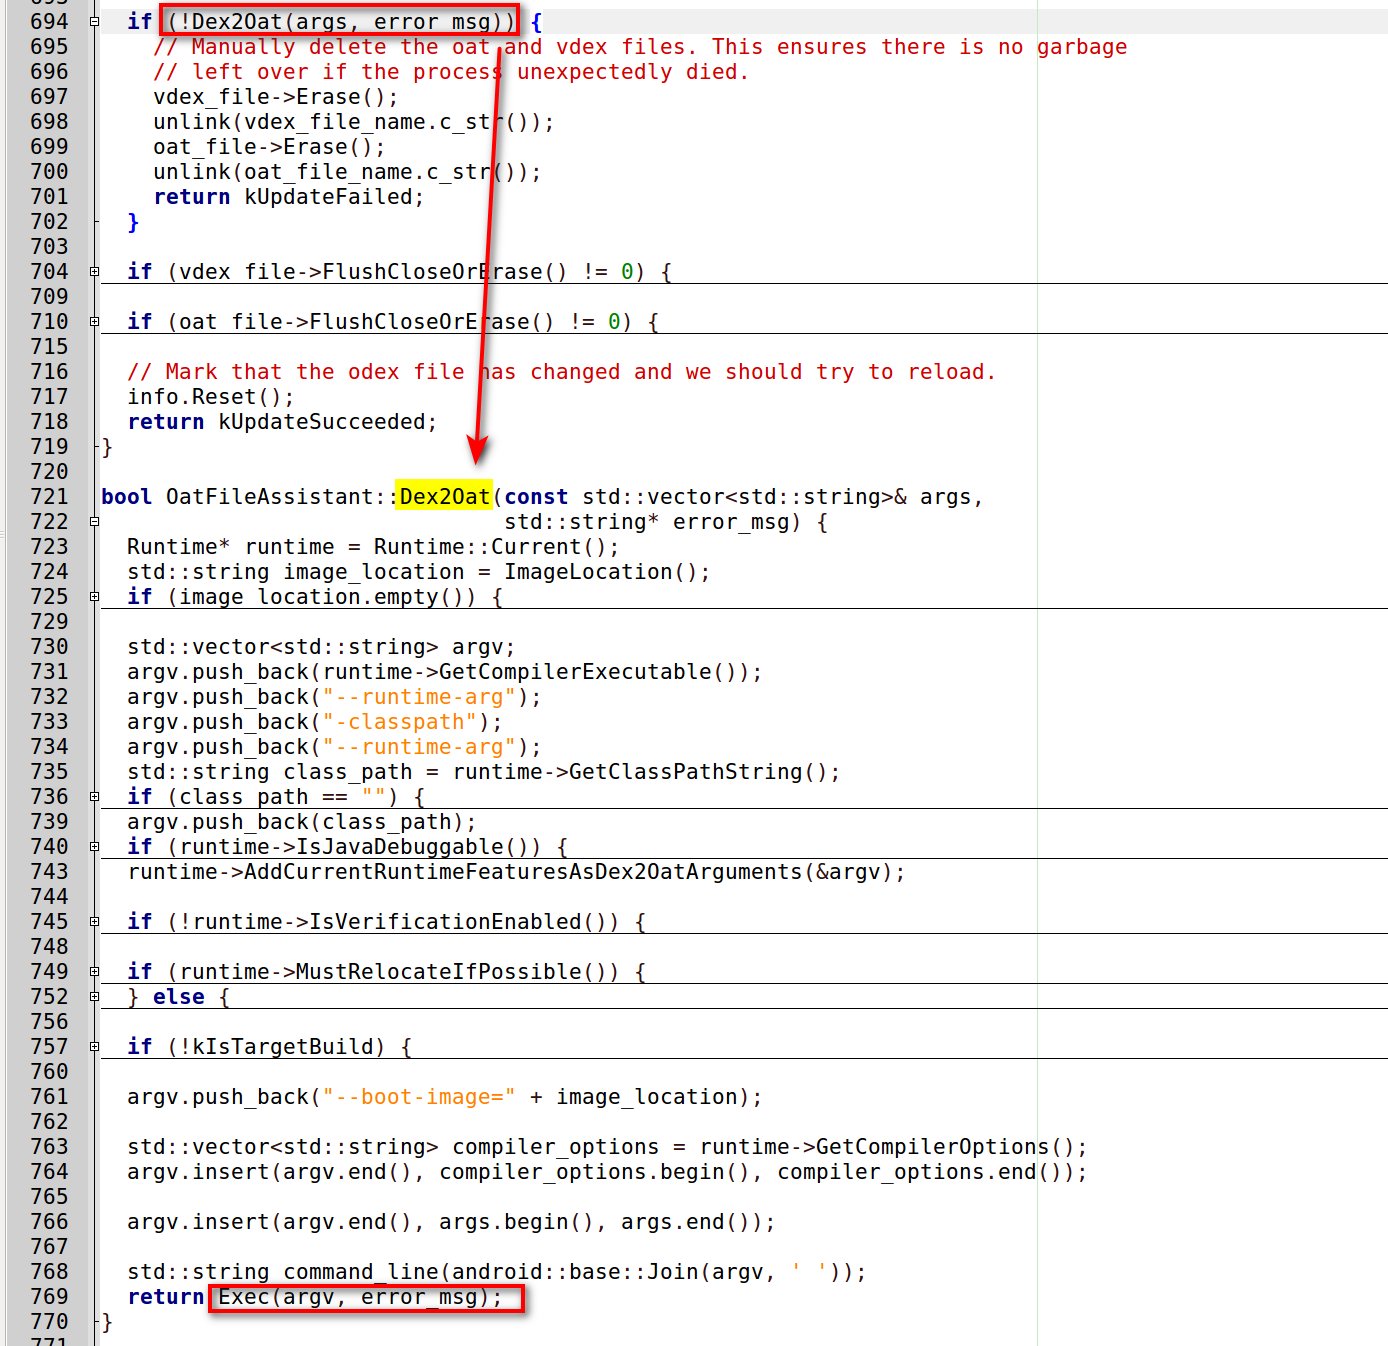 694   if (!Dex2Oat(args, error_msg)) {
695     // Manually delete the oat and vdex files. This ensures there is no garbage
696     // left over if the process unexpectedly died.
697     vdex_file->Erase();
698     unlink(vdex_file_name.c_str());
699     oat_file->Erase();
700     unlink(oat_file_name.c_str());
701     return kUpdateFailed;
702   }
703
704   if (vdex_file->FlushCloseOrErase() != 0) {
709
710   if (oat_file->FlushCloseOrErase() != 0) {
715
716   // Mark that the odex file has changed and we should try to reload.
717   info.Reset();
718   return kUpdateSucceeded;
719 }
720
721 bool OatFileAssistant::Dex2Oat(const std::vector<std::string>& args,
722                                std::string* error_msg) {
723   Runtime* runtime = Runtime::Current();
724   std::string image_location = ImageLocation();
725   if (image_location.empty()) {
729
730   std::vector<std::string> argv;
731   argv.push_back(runtime->GetCompilerExecutable());
732   argv.push_back("--runtime-arg");
733   argv.push_back("-classpath");
734   argv.push_back("--runtime-arg");
735   std::string class_path = runtime->GetClassPathString();
736   if (class_path == "") {
739   argv.push_back(class_path);
740   if (runtime->IsJavaDebuggable()) {
743   runtime->AddCurrentRuntimeFeaturesAsDex2OatArguments(&argv);
744
745   if (!runtime->IsVerificationEnabled()) {
748
749   if (runtime->MustRelocateIfPossible()) {
752   } else {
756
757   if (!kIsTargetBuild) {
760
761   argv.push_back("--boot-image=" + image_location);
762
763   std::vector<std::string> compiler_options = runtime->GetCompilerOptions();
764   argv.insert(argv.end(), compiler_options.begin(), compiler_options.end());
765
766   argv.insert(argv.end(), args.begin(), args.end());
767
768   std::string command_line(android::base::Join(argv, ' '));
769   return Exec(argv, error_msg);
770 }
771